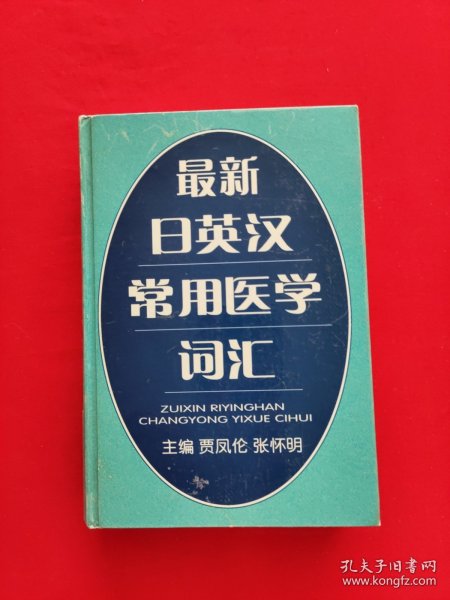 最新
日英汉
常用医学
词汇
ZUIXIN RIYINGHAN
CHANGYONG YIXUE CIHUI
主编 贾凤伦 张怀明
孔夫子旧书网
www.kongfz.com